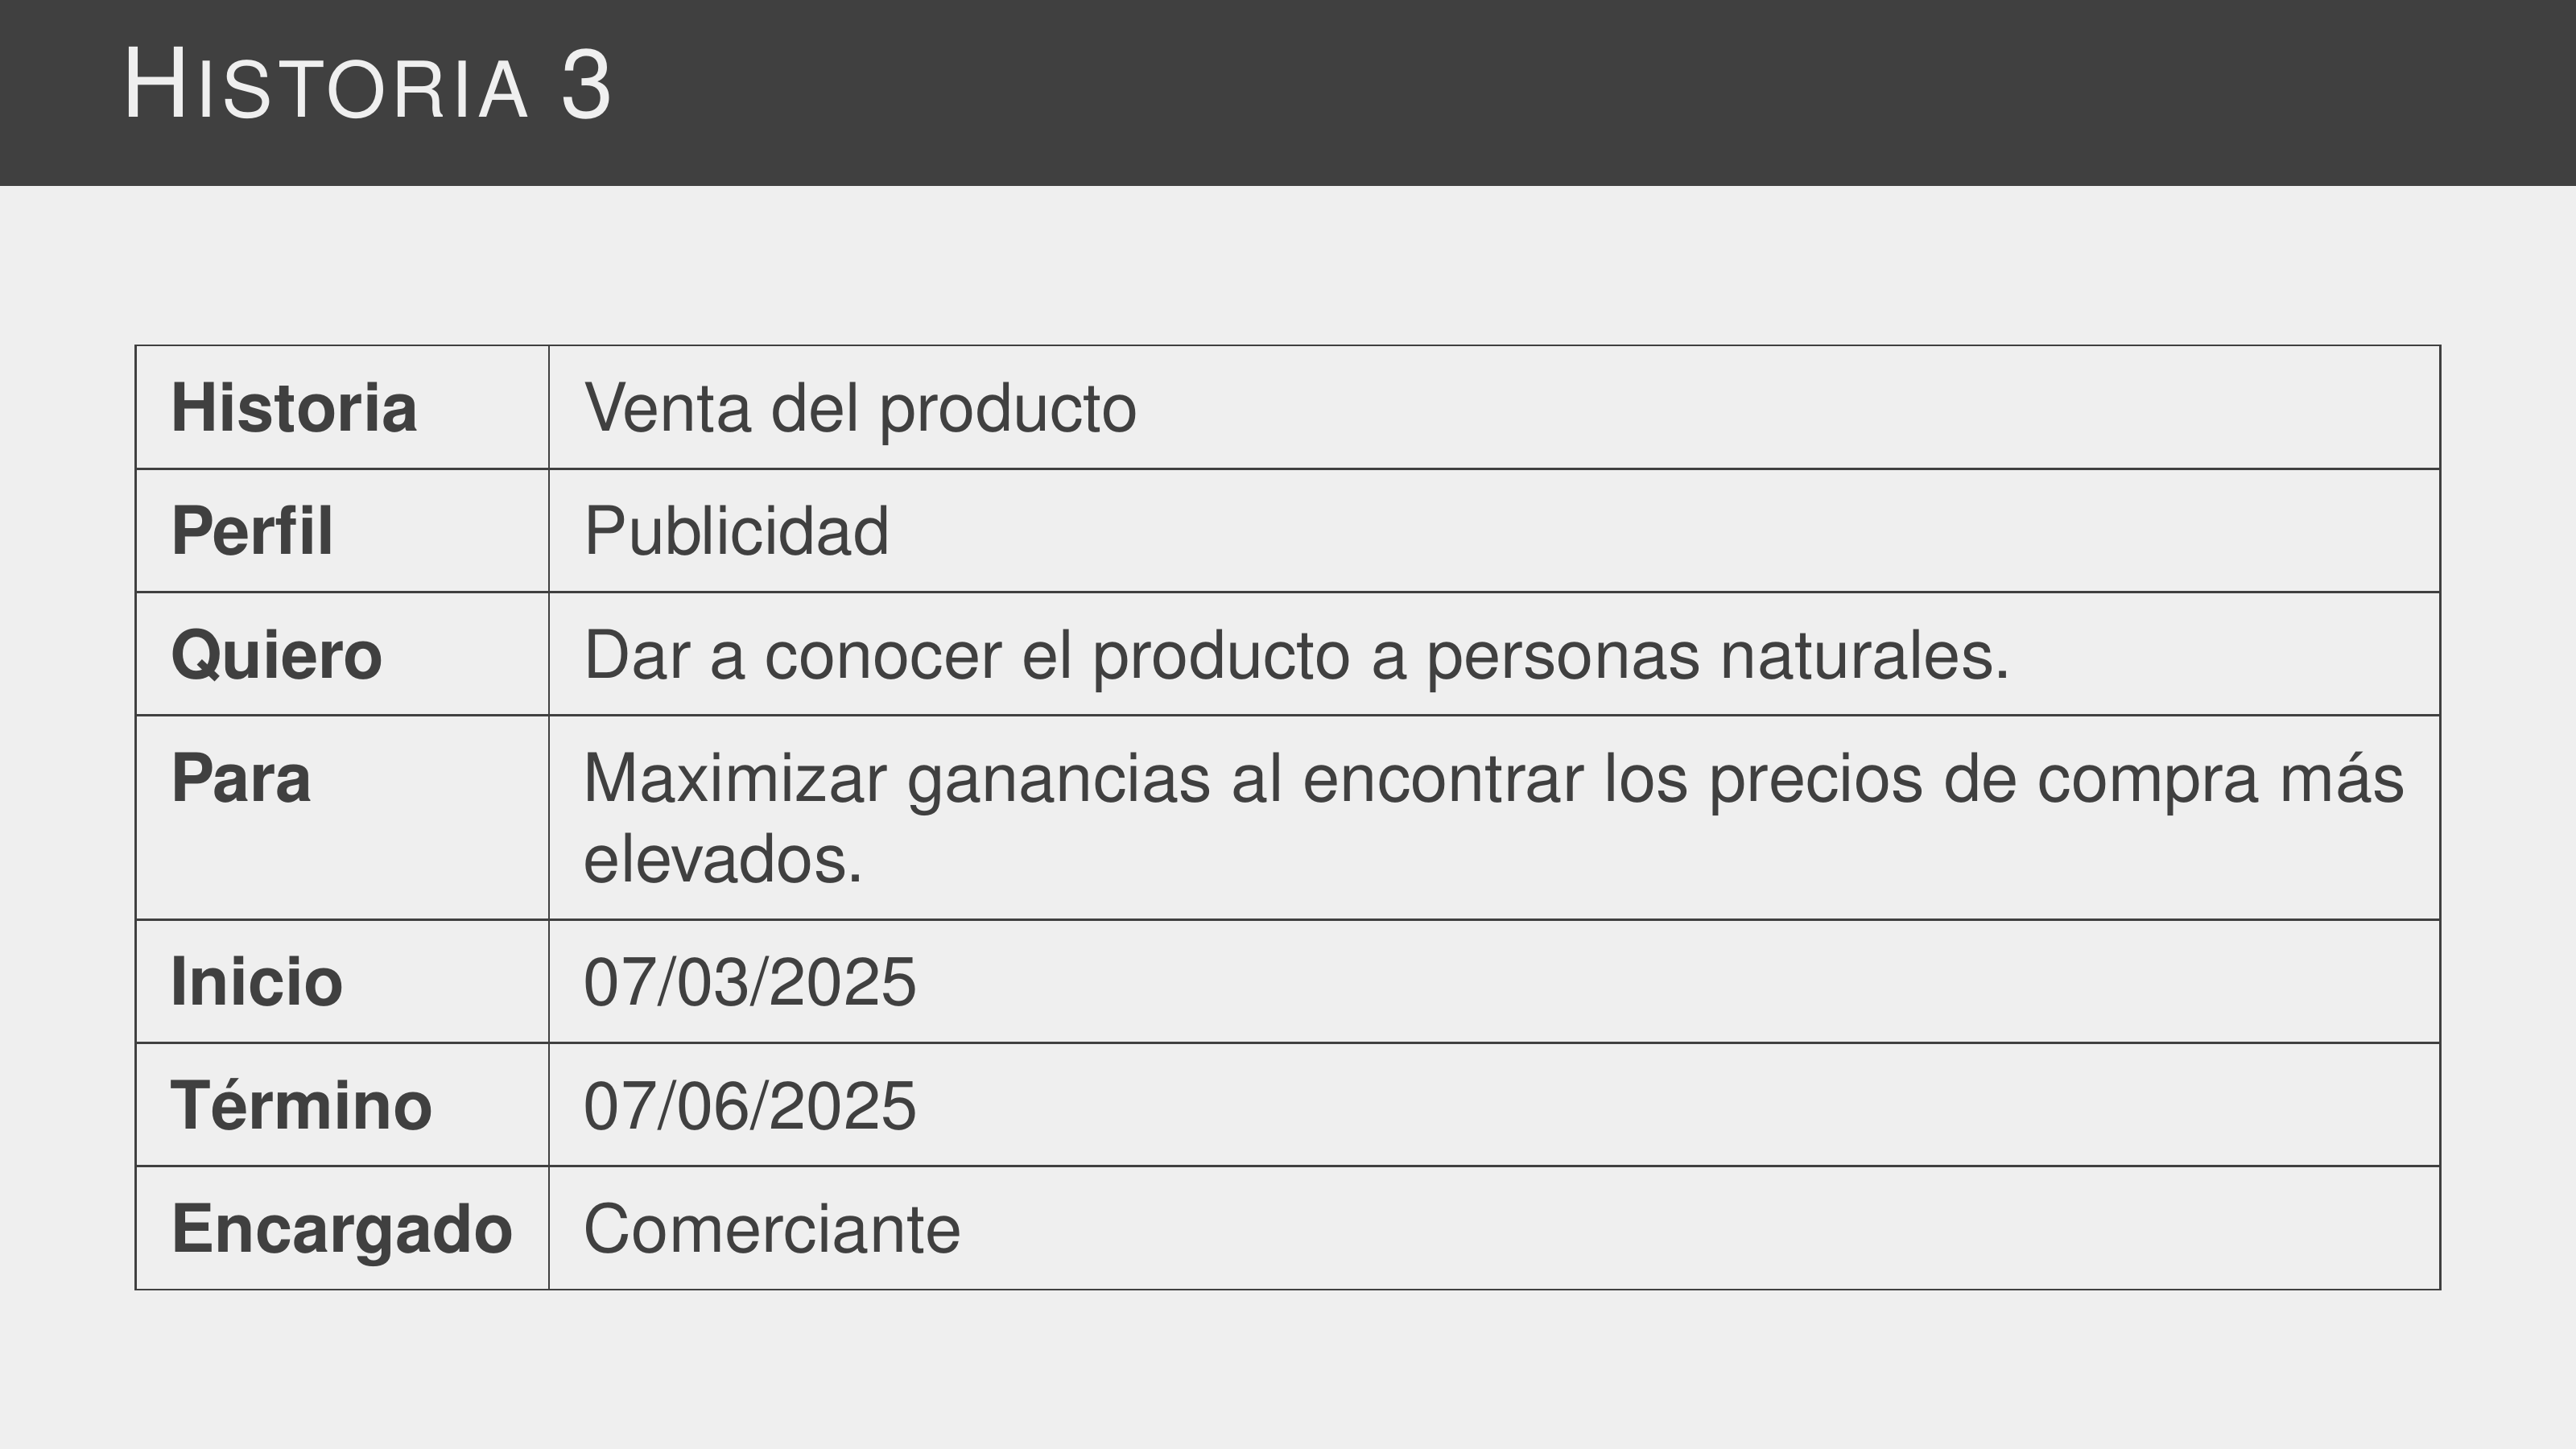 HISTORIA 3
Historia Venta del producto
Perfil Publicidad
Quiero Dar a conocer el producto a personas naturales.
Para Maximizar ganancias al encontrar los precios de compra más
elevados.
Inicio 07/03/2025
Término 07/06/2025
Encargado Comerciante